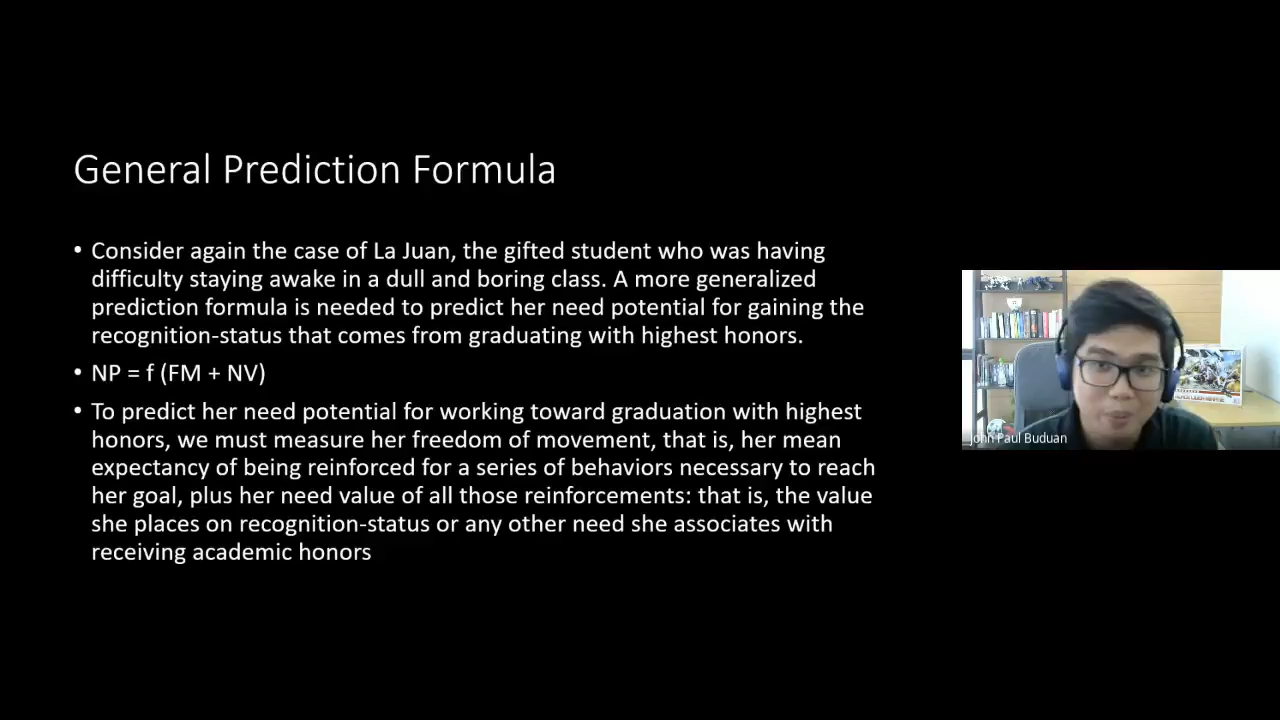 General Prediction Formula
• Consider again the case of La Juan, the gifted student who was having
difficulty staying awake in a dull and boring class. A more generalized
prediction formula is needed to predict her need potential for gaining the
recognition-status that comes from graduating with highest honors.
• NP = f (FM + NV)
• To predict her need potential for working toward graduation with highest
honors, we must measure her freedom of movement, that is, her mean
expectancy of being reinforced for a series of behaviors necessary to reach
her goal, plus her need value of all those reinforcements: that is, the value
she places on recognition-status or any other need she associates with
receiving academic honors
John Paul Buduan